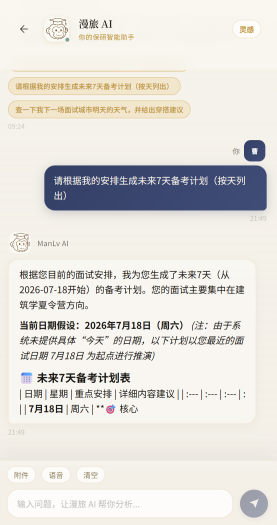 漫旅 AI
你的保研智能助手
灵感
请根据我的安排生成未来7天备考计划（按天列出）
查一下我下一场面试城市明天的天气，并给出穿搭建议
09:24
你
曹
请根据我的安排生成未来7天备考计划（按天列
出）
21:49
ManLv AI
根据您目前的面试安排，我为您生成了未来7天（从
2026-07-18开始）的备考计划。您的面试主要集中在建
筑学夏令营方向。
当前日期假设：2026年7月18日（周六）（注：由于系
统未提供具体“今天”的日期，以下计划以您最近的面
试日期 7月18日 为起点进行推演）
🗓️ 未来7天备考计划表
| 日期 | 星期 | 重点安排 | 详细内容建议 | | :--- | :--- | :--- | :
| | 7月18日 | 周六 | **🎯 核心
21:49
附件
语音
清空
输入问题，让漫旅 AI 帮你分析...